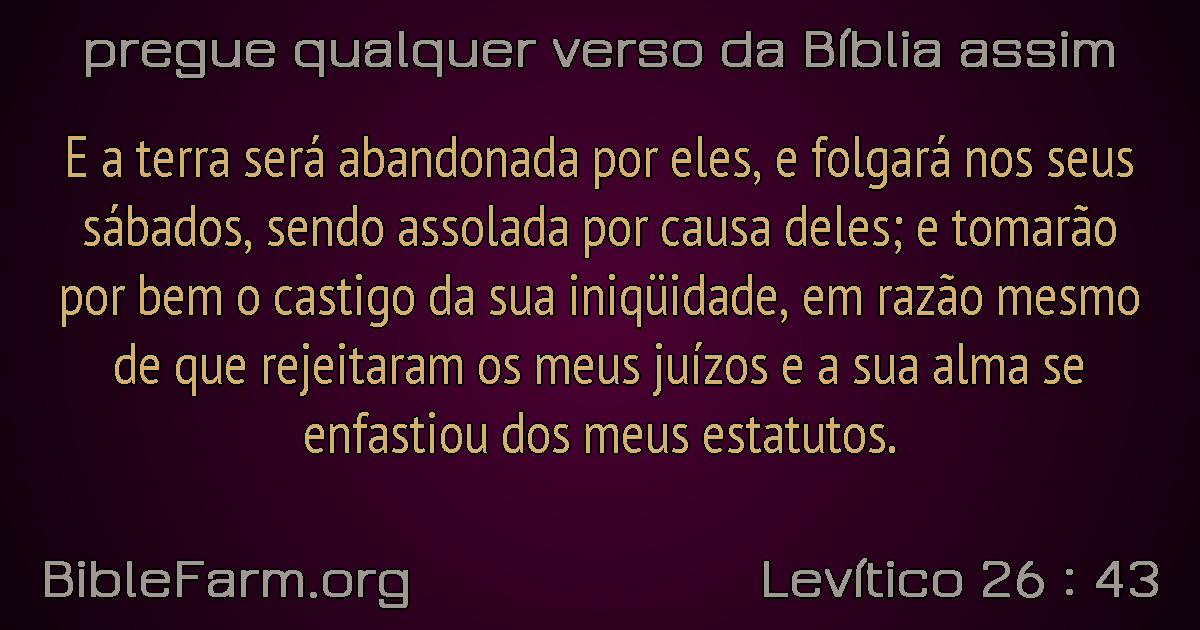 pregue qualquer verso da Bíblia assim
E a terra será abandonada por eles, e folgará nos seus
sábados, sendo assolada por causa deles; e tomarão
por bem o castigo da sua iniqüidade, em razão mesmo
de que rejeitaram os meus juízos e a sua alma se
enfastiou dos meus estatutos.
BibleFarm.org
Levítico 26 : 43